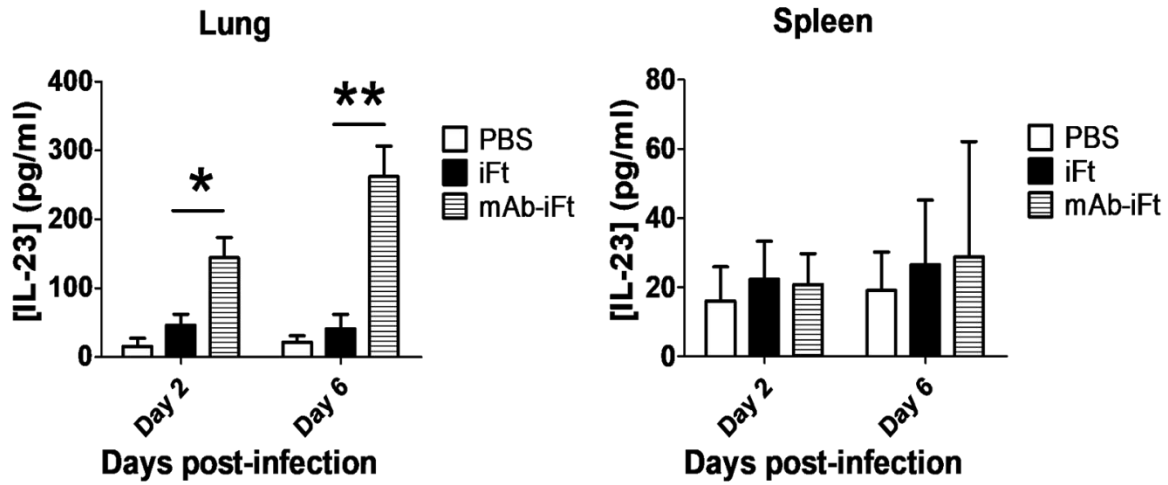 Lung
[IL-23] (pg/ml)
400
300
200
100
0
*
**
PBS
iFt
mAb-iFt
Day 2
Day 6
Days post-infection
Spleen
[IL-23] (pg/ml)
80
60
40
20
0
PBS
iFt
mAb-iFt
Day 2
Day 6
Days post-infection